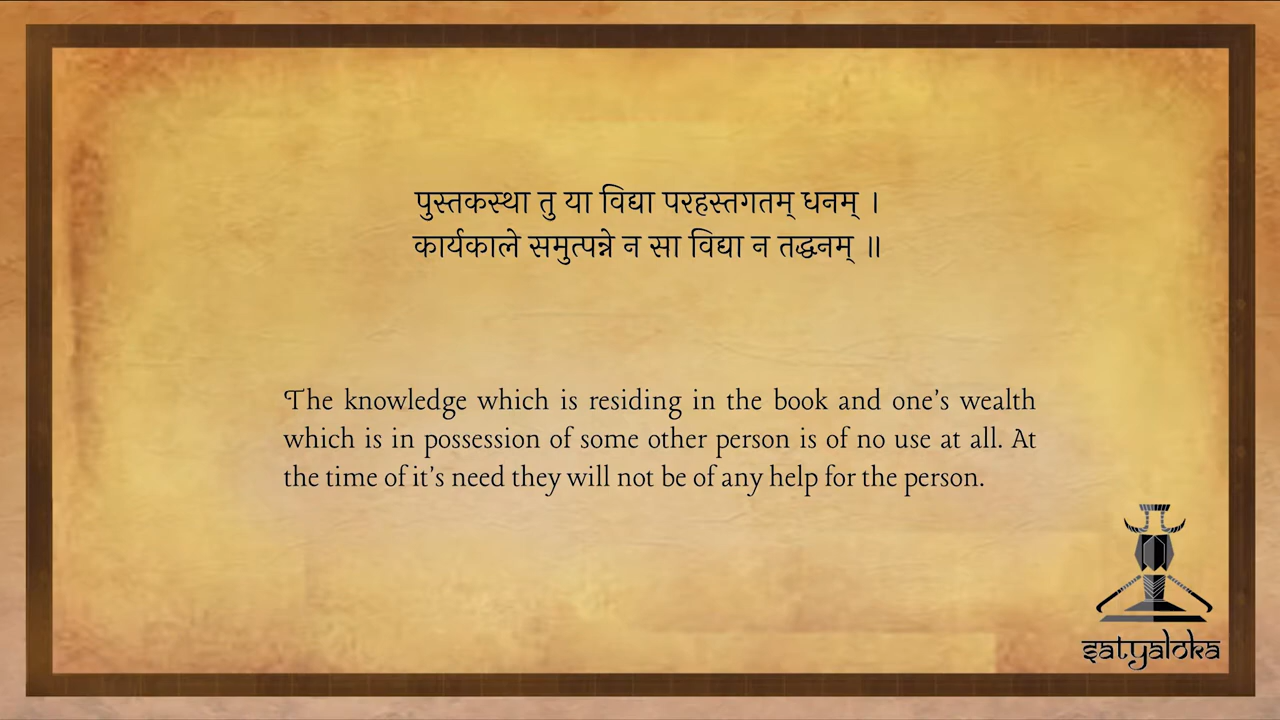 पुस्तकस्था तु या विद्या परहस्तगतम् धनम् ।
कार्यकाले समुत्पन्ने न सा विद्या न तद्धनम् ॥
The knowledge which is residing in the book and one's wealth
which is in possession of some other person is of no use at all. At
the time of it's need they will not be of any help for the person.
satyaloka